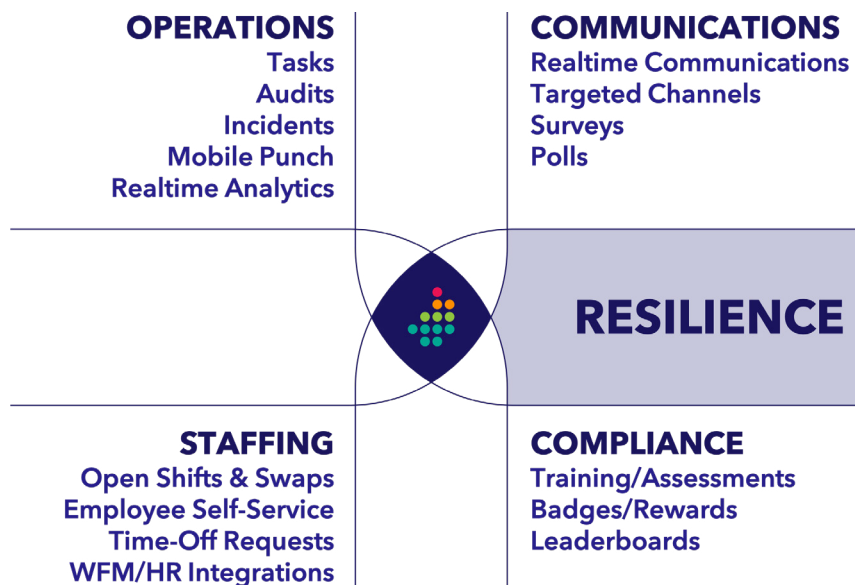 OPERATIONS
Tasks
Audits
Incidents
Mobile Punch
Realtime Analytics
COMMUNICATIONS
Realtime Communications
Targeted Channels
Surveys
Polls
RESILIENCE
STAFFING
Open Shifts & Swaps
Employee Self-Service
Time-Off Requests
WFM/HR Integrations
COMPLIANCE
Training/Assessments
Badges/Rewards
Leaderboards